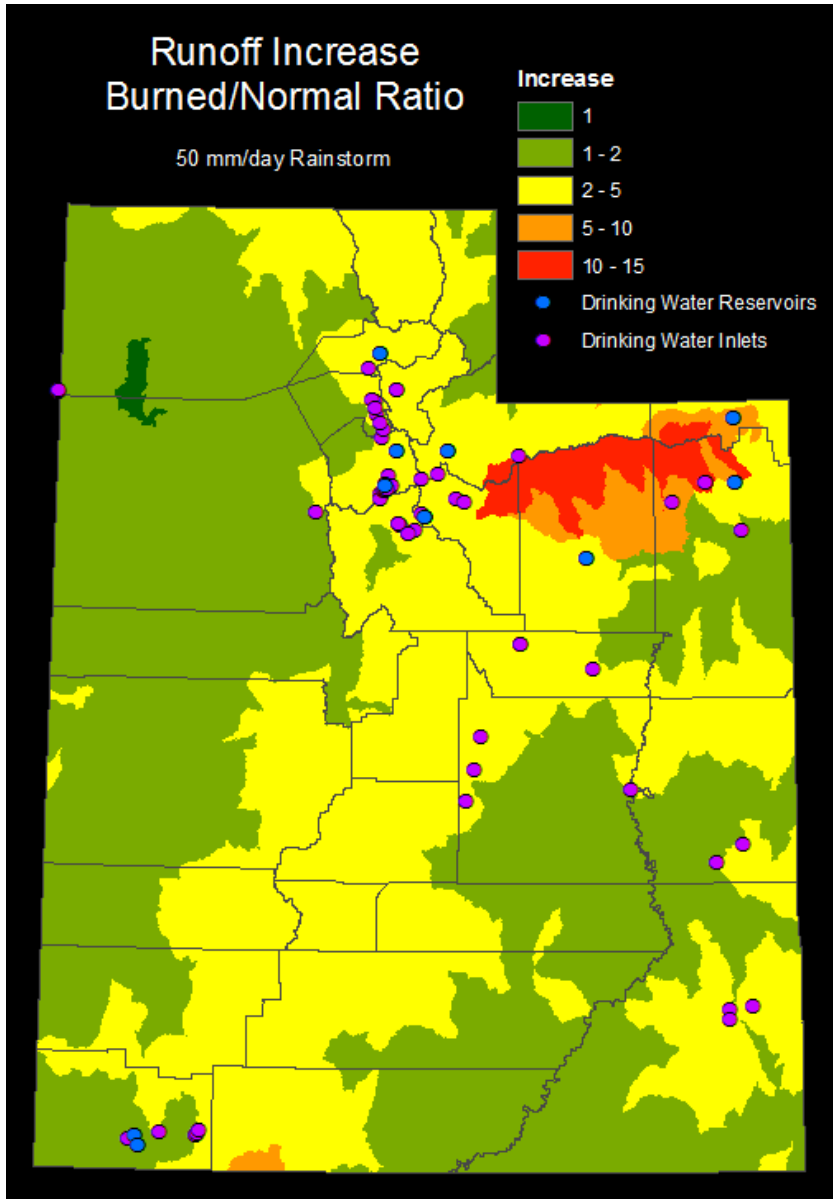 Runoff Increase
Burned/Normal Ratio
50 mm/day Rainstorm
Increase
1
1 - 2
2 - 5
5 - 10
10 - 15
Drinking Water Reservoirs
Drinking Water Inlets